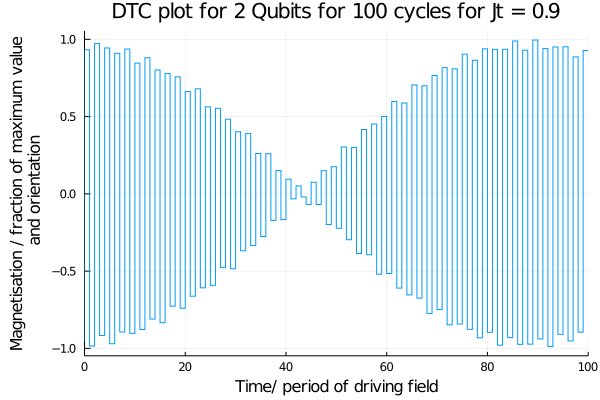 DTC plot for 2 Qubits for 100 cycles for Jt = 0.9
Magnetisation / fraction of maximum value
and orientation
1.0
0.5
0.0
−0.5
−1.0
0
20
40
60
80
100
Time/ period of driving field